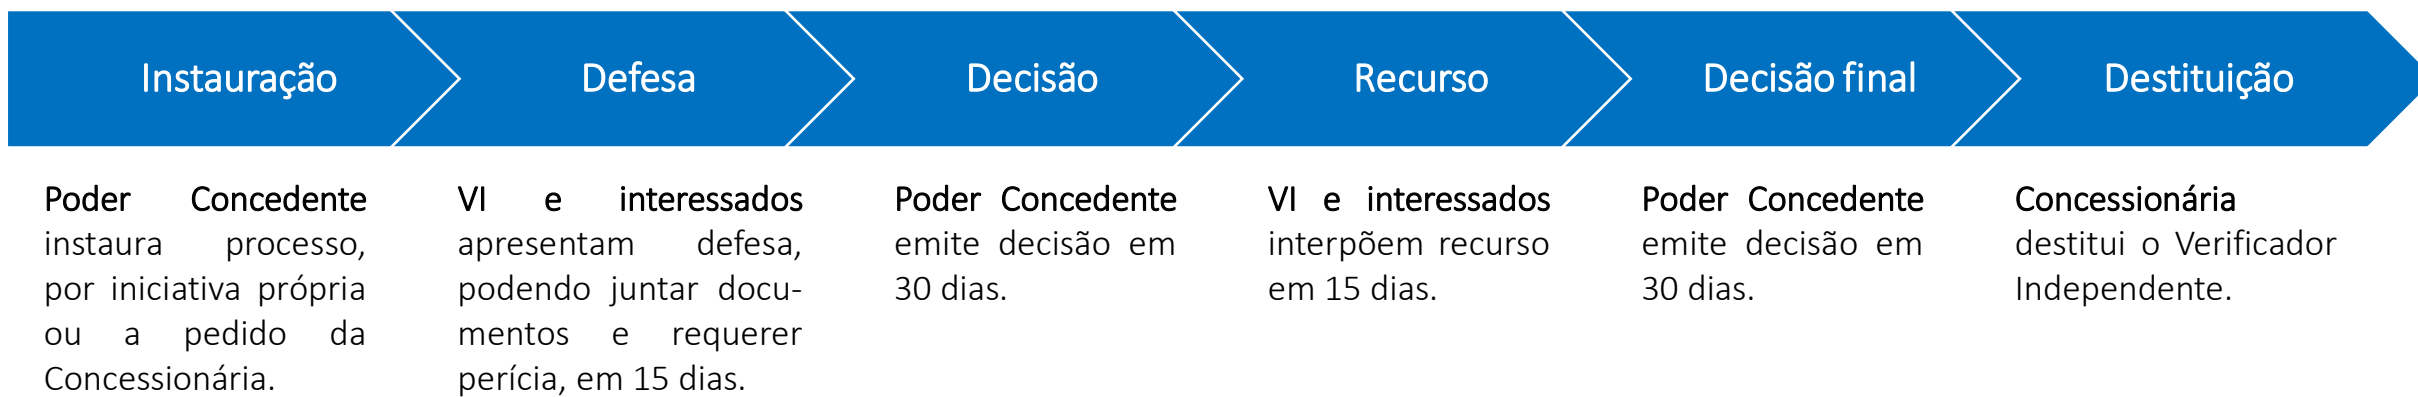 Instauração
Defesa
Decisão
Recurso
Decisão final
Destituição
Poder Concedente
instaura processo,
por iniciativa própria
ou a pedido da
Concessionária.
VI e interessados
apresentam defesa,
podendo juntar docu-
mentos e requerer
perícia, em 15 dias.
Poder Concedente
emite decisão em
30 dias.
VI e interessados
interpõem recurso
em 15 dias.
Poder Concedente
emite decisão em
30 dias.
Concessionária
destitui o Verificador
Independente.